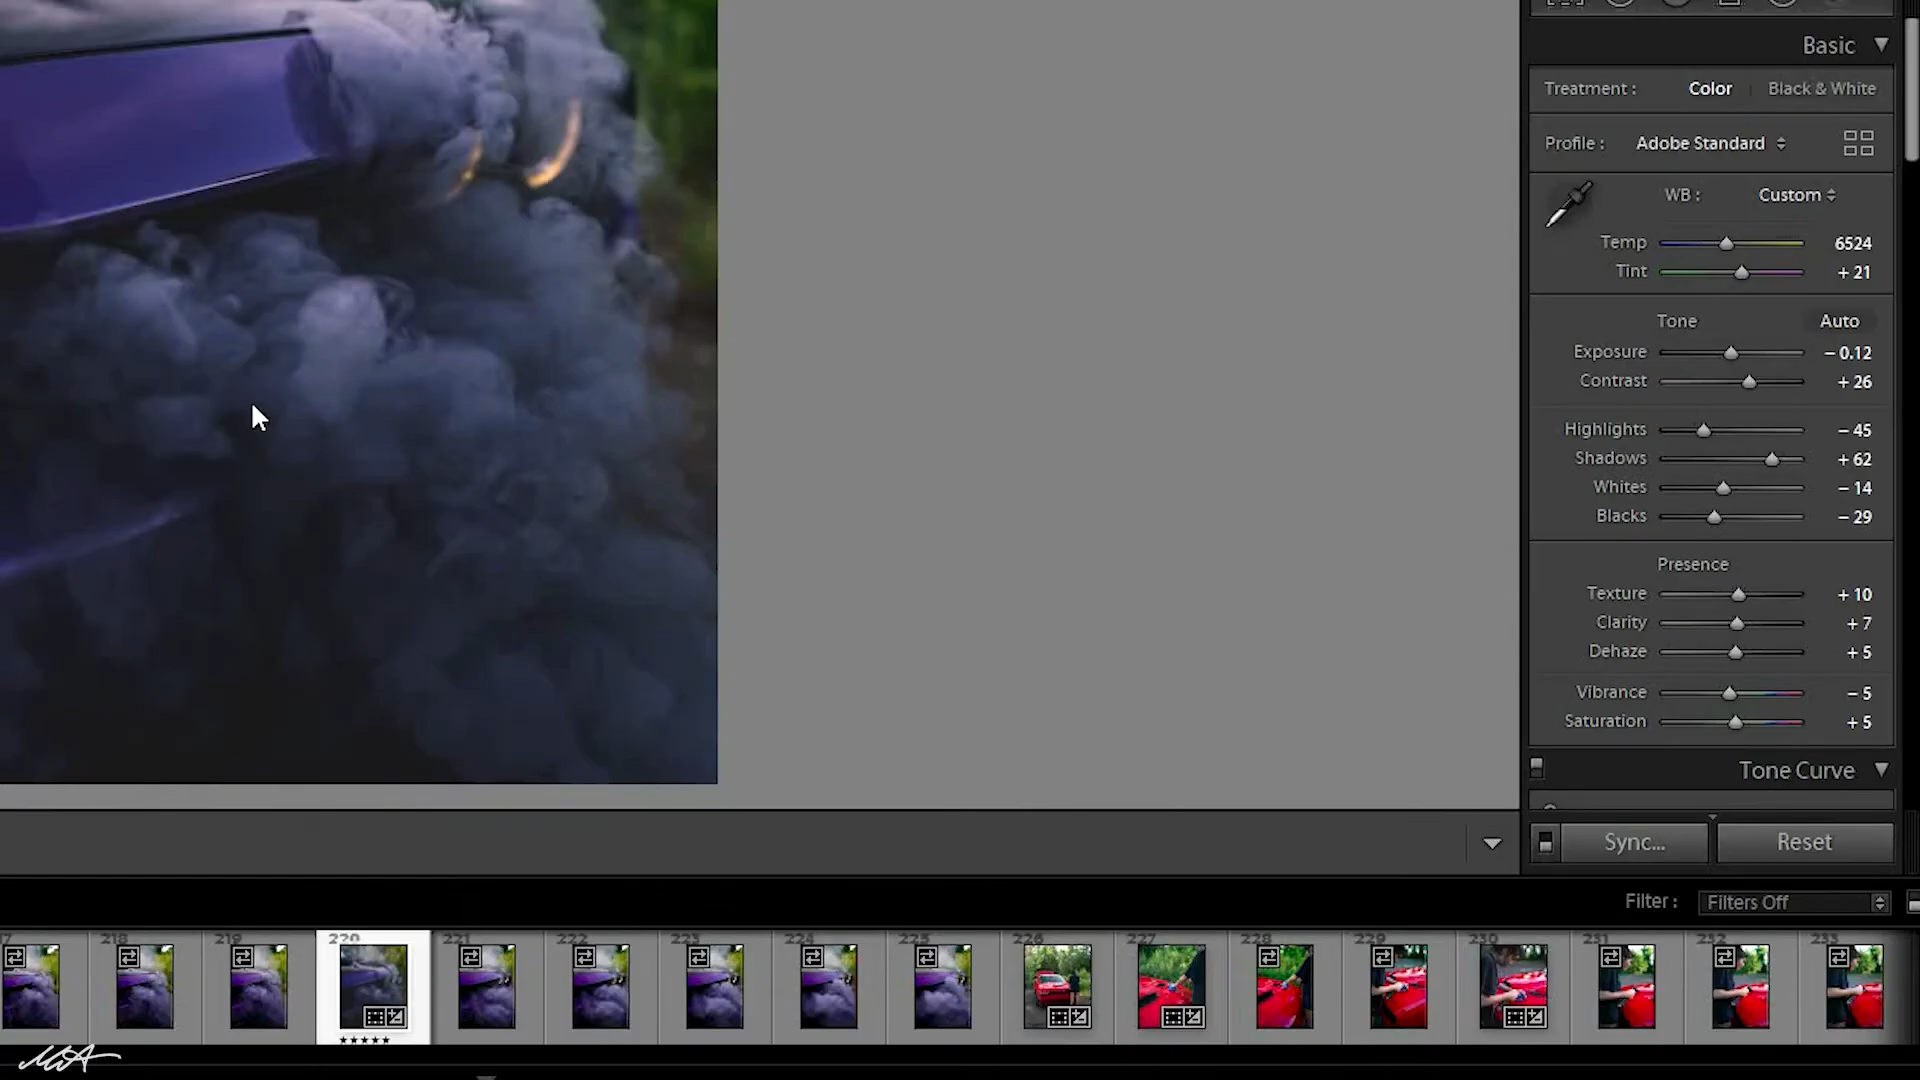 Basic
Treatment : Color Black & White
Profile : Adobe Standard
WB : Custom
Temp 6524
Tint + 21
Tone Auto
Exposure – 0.12
Contrast + 26
Highlights – 45
Shadows + 62
Whites – 14
Blacks – 29
Presence
Texture + 10
Clarity + 7
Dehaze + 5
Vibrance – 5
Saturation + 5
Tone Curve
Sync... Reset
Filter : Filters Off
218 219 220 221 222 223 224 225 226 227 228 229 230 231 232 233